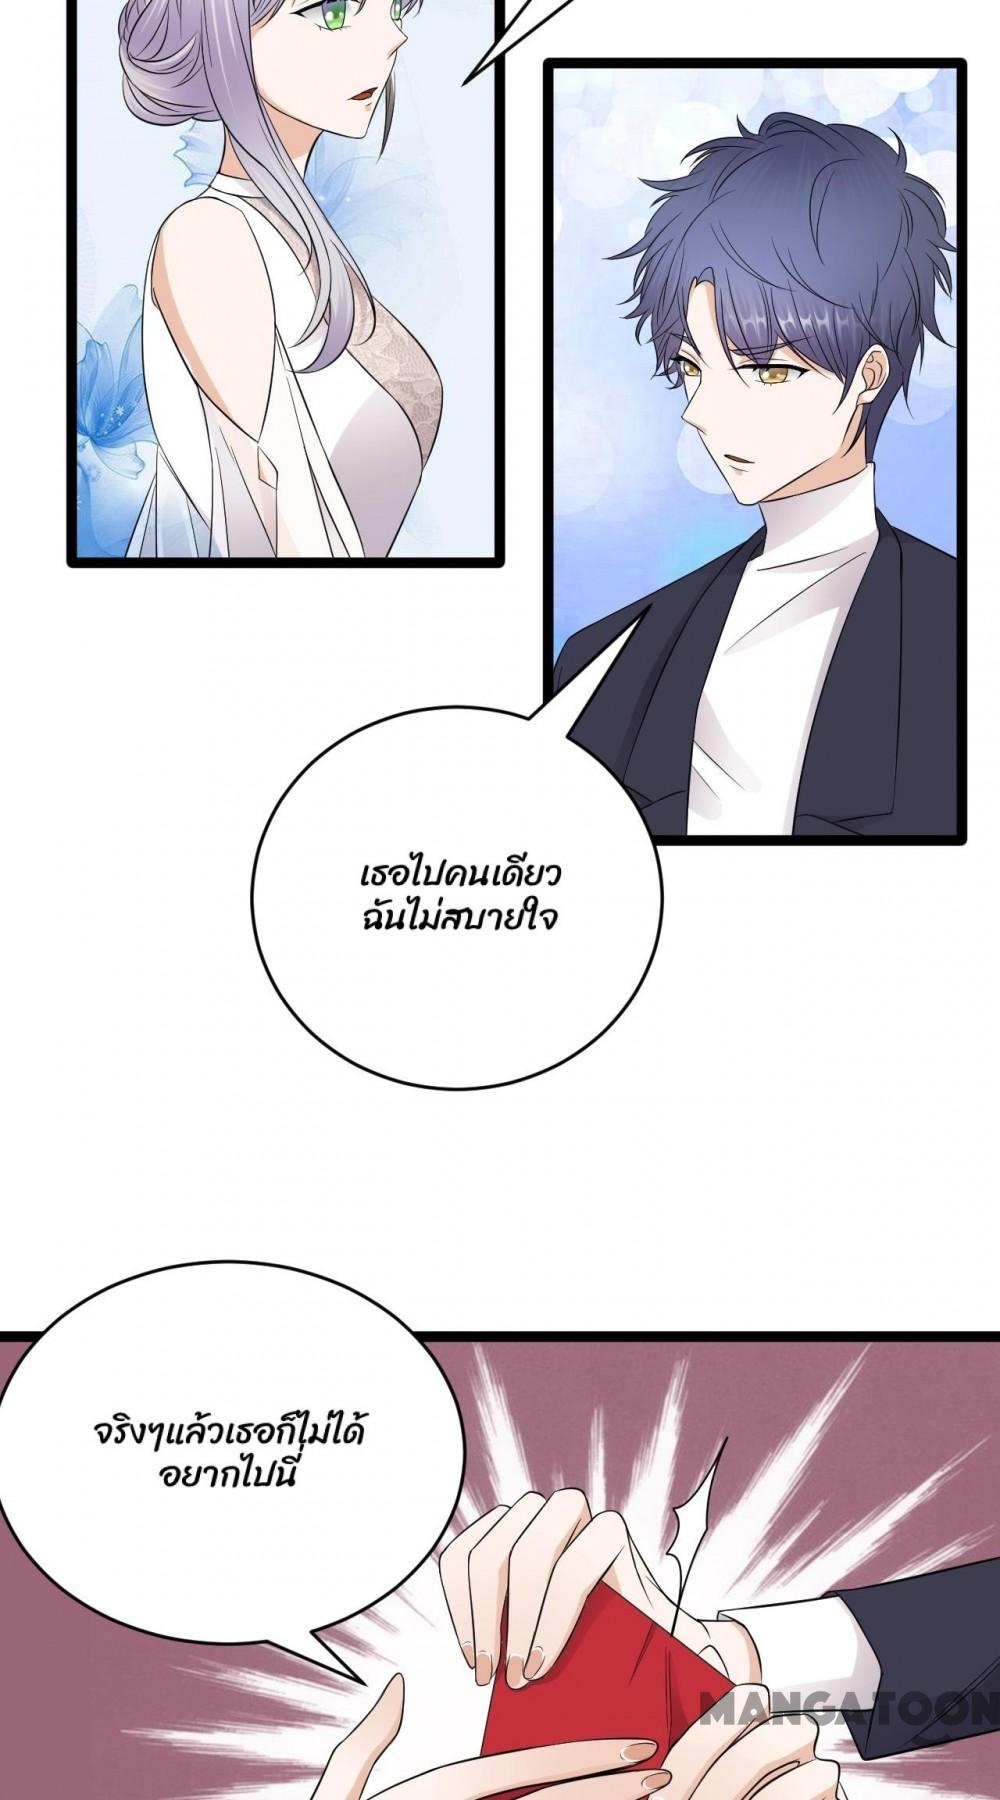 เธอไปคนเดียว
ฉันไม่สบายใจ
จริงๆแล้วเธอก็ไม่ได้
อยากไปนี่
MANGATOON